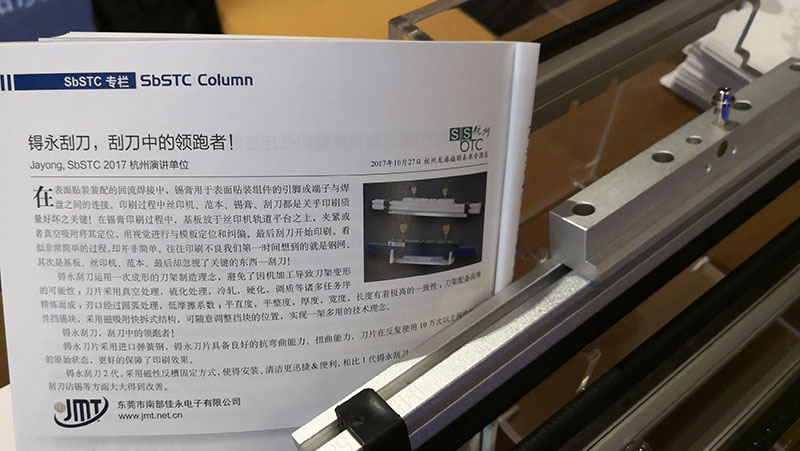 SbSTC 专栏 SbSTC Column
锝永刮刀，刮刀中的领跑者！
Jayong, SbSTC 2017 杭州演讲单位
SS杭州
OTC
2017年10月27日 杭州龙禧福朋喜来登酒店
在表面贴装装配的回流焊接中，锡膏用于表面贴装组件的引脚或端子与焊
盘之间的连接，印刷过程中丝印机、范本、锡膏、刮刀都是关乎印刷质
量好坏之关键！在锡膏印刷过程中，基板放于丝印机轨道平台之上，夹紧或
者真空吸附将其定位，用视觉进行与模板定位和纠偏。最后刮刀开始印刷。看
似非常简单的过程，却并非简单。往往印刷不良我们第一时间想到的就是钢网、
其次是基板、丝印机、范本、最后却忽视了关键的东西—刮刀！
锝永刮刀运用一次成形的刀架制造理念，避免了因机加工导致刀架变形
的可能性；刀片采用真空处理，硫化处理，冷轧，硬化，调质等诸多任务序
精炼而成；刃口经过圆弧处理，低摩擦系数；平直度，平整度，厚度，宽度，长度有着极高的一致性；刀架配备高弹
性挡锡块，采用磁吸附快拆式结构，可随意调整挡块的位置，实现一架多用的技术理念。
锝永刮刀，刮刀中的领跑者！
锝永刀片采用进口弹簧钢，锝永刀片具备良好的抗弯曲能力，扭曲能力，刀片在反复使用10万次以上
的原始状态，更好的保障了印刷效果。
锝永刮刀2代，采用磁性反槽固定方式，使得安装，清洁更迅捷&便利，相比1代锝永刮刀
刮刀沾锡等方面大大得到改善。
JMT 东莞市南部佳永电子有限公司
www.jmt.net.cn